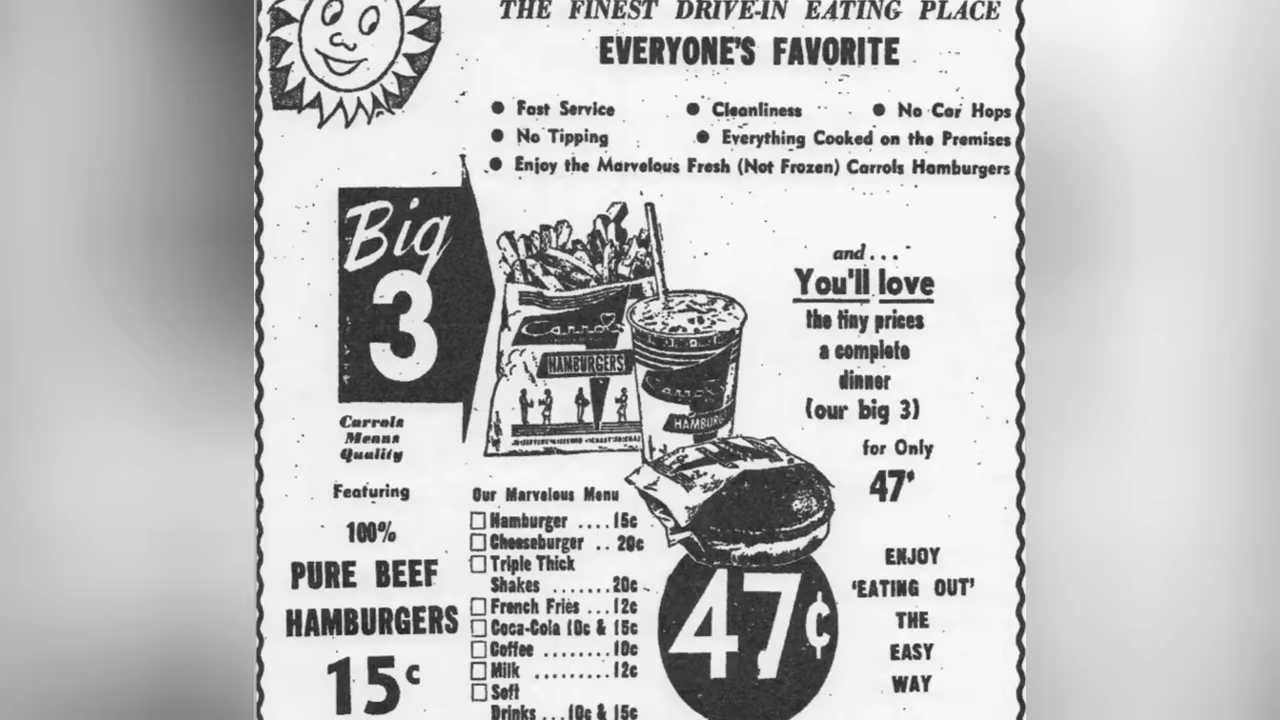 THE FINEST DRIVE-IN EATING PLACE
EVERYONE'S FAVORITE
● Fast Service ● Cleanliness ● No Car Hops
● No Tipping ● Everything Cooked on the Premises
● Enjoy the Marvelous Fresh (Not Frozen) Carrols Hamburgers
Big
3
Carrols
HAMBURGERS
Carrols
HAMBURG
Carrols
Means
Quality
Featuring
100%
PURE BEEF
HAMBURGERS
15¢
and...
You'll love
the tiny prices
a complete
dinner
(our big 3)
for Only
47¢
Our Marvelous Menu
Hamburger ....15c
Cheeseburger .. 20c
Triple Thick
Shakes .......20c
French Fries ...12c
Coca-Cola 10c & 15c
Coffee ........10c
Milk .........12c
Soft
Drinks ...10c & 15c
47¢
ENJOY
'EATING OUT'
THE
EASY
WAY